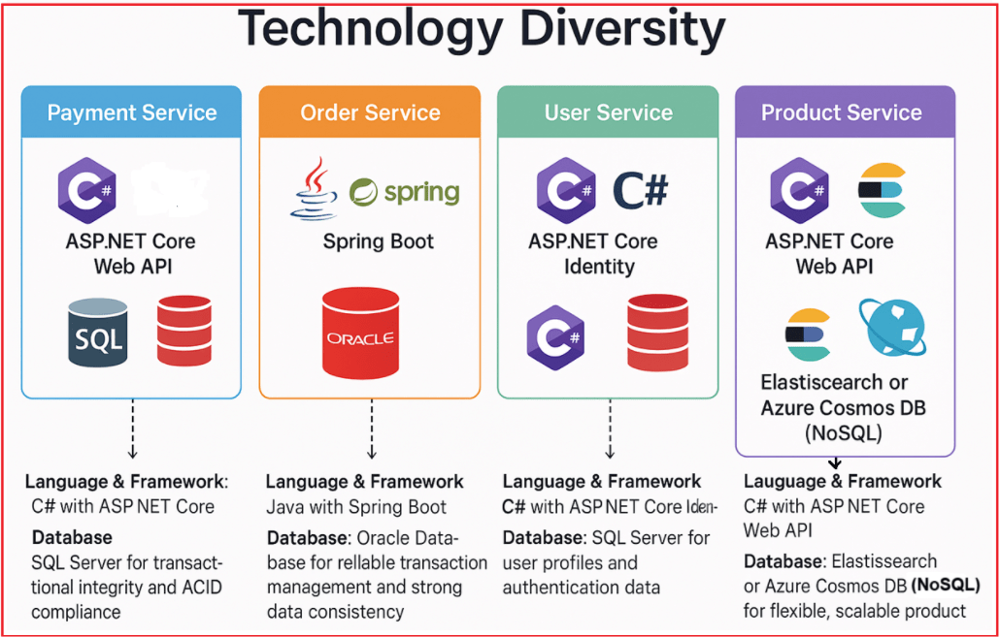 Technology Diversity
Payment Service
C#
ASP.NET Core
Web API
SQL
Language & Framework:
C# with ASP NET Core
Database
SQL Server for transact-
tional integrity and ACID
compliance
Order Service
spring
Spring Boot
ORACLE
Language & Framework
Java with Spring Boot
Database: Oracle Data-
base for rellable transaction
management and strong
data consistency
User Service
C# C#
ASP.NET Core
Identity
C#
Language & Framework
C# with ASP NET Core Iden-
Database: SQL Server for
user profiles and
authentication data
Product Service
C#
ASP.NET Core
Web API
Elastiscearch or
Azure Cosmos DB
(NoSQL)
Lauguage & Framework
C# with ASP NET Core
Web API
Database: Elastissearch
or Azare Cosmos DB (NoSQL)
for flexible, scalable product